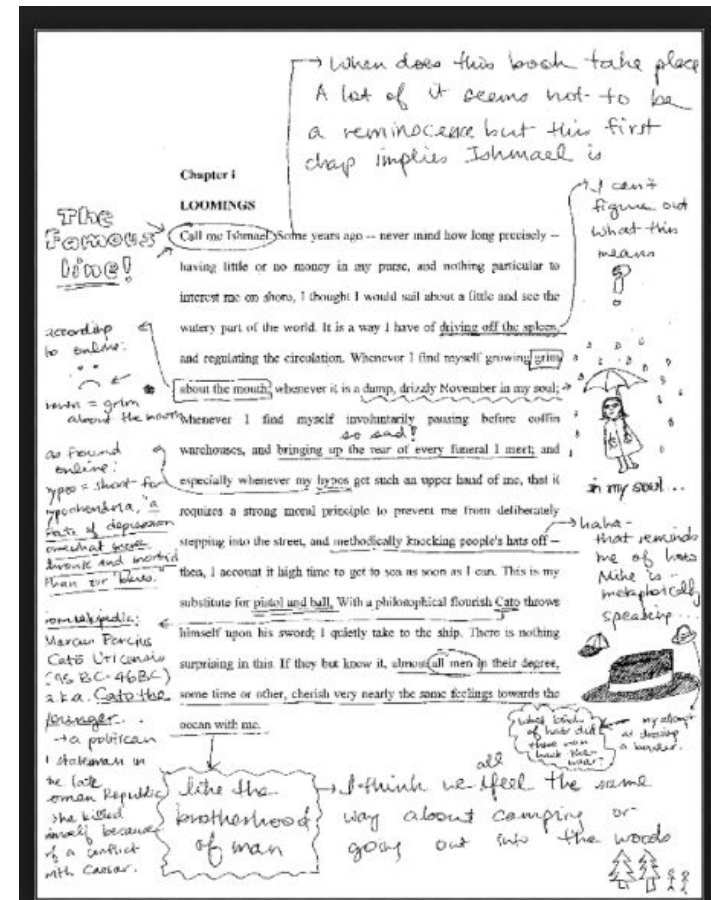 When does this book take place
A lot of it seems not to be
a reminocence but this first
chap implies Ishmael is
Chapter i
LOOMINGS
The
Famous
line!
I can't
figure out
what this
means
?
Call me Ishmael. Some years ago -- never mind how long precisely --
having little or no money in my purse, and nothing particular to
interest me on shore, I thought I would sail about a little and see the
watery part of the world. It is a way I have of driving off the spleen,
and regulating the circulation. Whenever I find myself growing grim
about the mouth; whenever it is a damp, drizzly November in my soul;
whenever I find myself involuntarily pausing before coffin
so sad!
warehouses, and bringing up the rear of every funeral I meet; and
especially whenever my hypos get such an upper hand of me, that it
requires a strong moral principle to prevent me from deliberately
stepping into the street, and methodically knocking people's hats off --
then, I account it high time to get to sea as soon as I can. This is my
substitute for pistol and ball. With a philosophical flourish Cato throws
himself upon his sword; I quietly take to the ship. There is nothing
surprising in this. If they but know it, almost all men in their degree,
some time or other, cherish very nearly the same feelings towards the
ocean with me.
according
to online:
= grim
about the mouth
as found
online:
= short for
"a
of depression
and morbid
than our blues."
Marcus Porcius
Cato Uticensis
(95 BC-46BC)
a.k.a. Cato the
younger...
→ a politican
statesman in
the late
Republic
he killed
himself because
of a conflict
with Caesar.
in my soul...
haha-
that reminds
me of hats
Mike is -
metaphorically
speaking...
what kind
of hats did
these men
back then
wear?
my attempt
at drawing
a
like the
brotherhood
of man
I think we all feel the same
way about camping or
going out into the woods